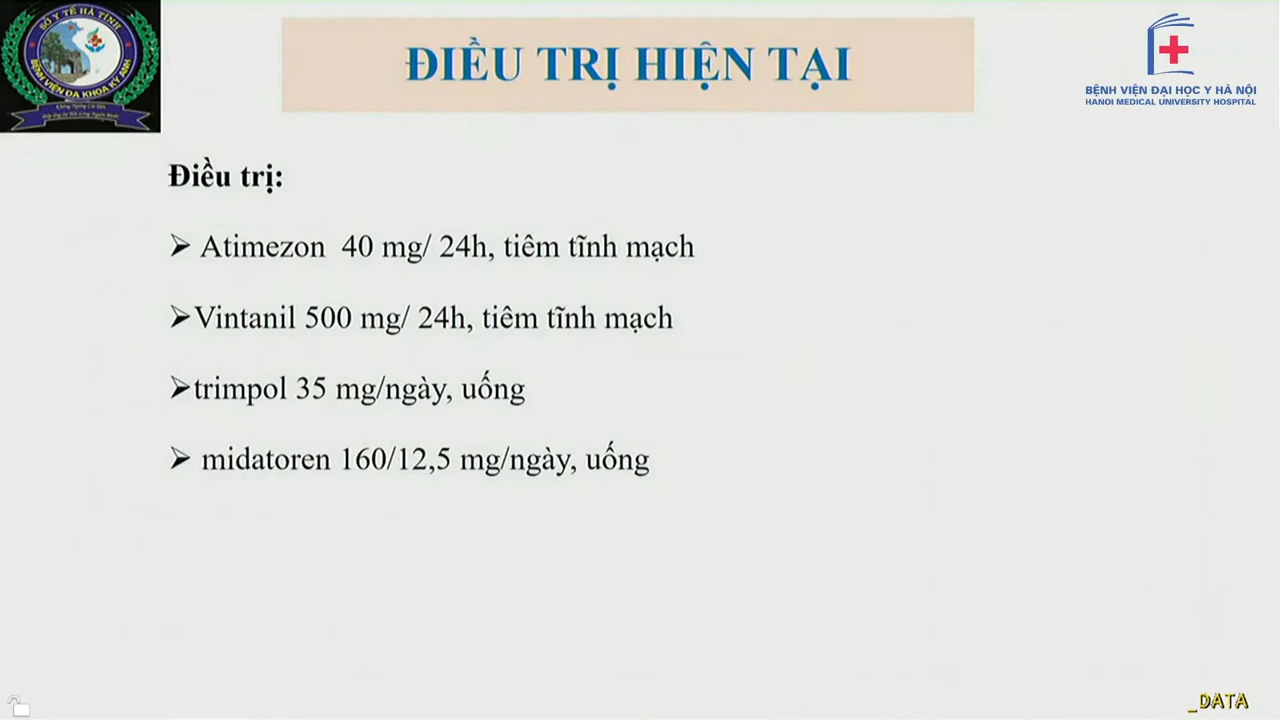 SỞ Y TẾ HÀ TĨNH
BỆNH VIỆN ĐA KHOA KỲ ANH
ĐIỀU TRỊ HIỆN TẠI
BỆNH VIỆN ĐẠI HỌC Y HÀ NỘI
HANOI MEDICAL UNIVERSITY HOSPITAL
Điều trị:
➢ Atimezon 40 mg/ 24h, tiêm tĩnh mạch
➢Vintanil 500 mg/ 24h, tiêm tĩnh mạch
➢trimpol 35 mg/ngày, uống
➢ midatoren 160/12,5 mg/ngày, uống
_DATA